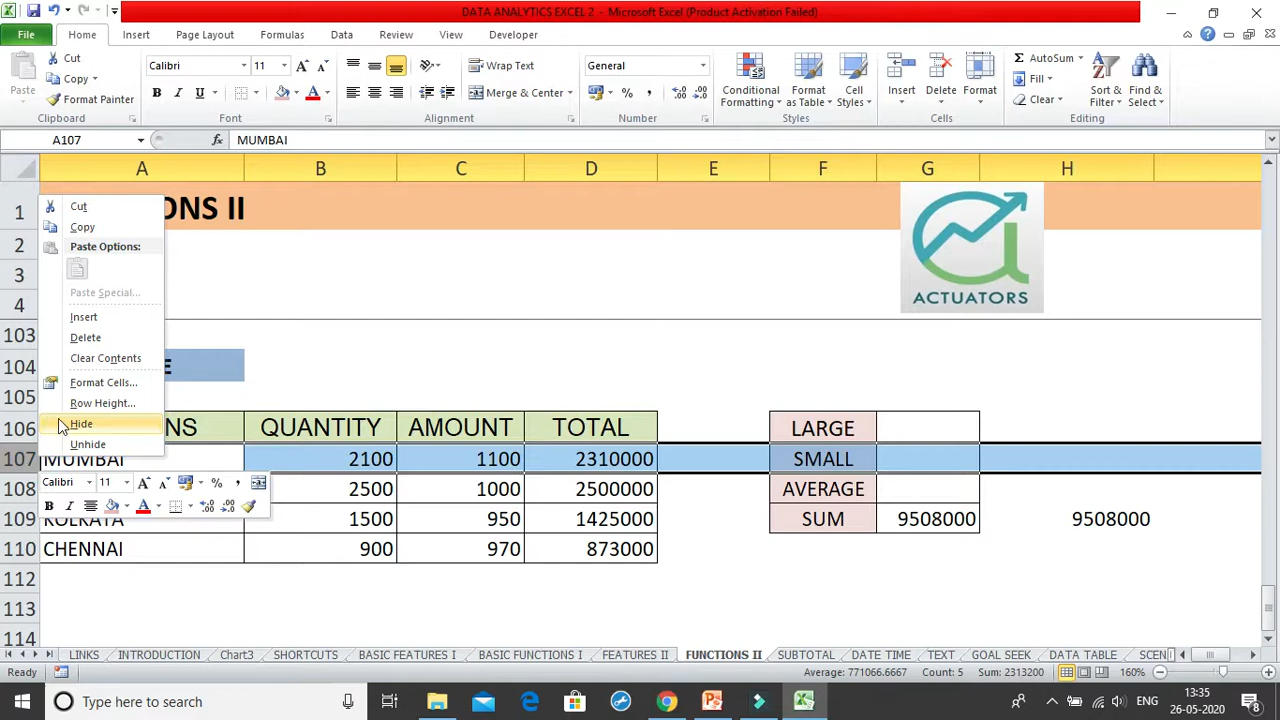 DATA ANALYTICS EXCEL 2 - Microsoft Excel (Product Activation Failed)
File Home Insert Page Layout Formulas Data Review View Developer
Paste Cut Copy Format Painter Clipboard
Calibri 11 B I U Font
Wrap Text Merge & Center Alignment
General % , Number
Conditional Formatting Format as Table Cell Styles Styles
Insert Delete Format Cells
Σ AutoSum Fill Clear Sort & Filter Find & Select Editing
A107 fx MUMBAI
A B C D E F G H
1 ONS II
2
3
4
ACTUATORS
103
104 E
105
106 NS QUANTITY AMOUNT TOTAL LARGE
107 MUMBAI 2100 1100 2310000 SMALL
108 2500 1000 2500000 AVERAGE
109 KOLKATA 1500 950 1425000 SUM 9508000 9508000
110 CHENNAI 900 970 873000
112
113
114
Cut
Copy
Paste Options:
Paste Special...
Insert
Delete
Clear Contents
Format Cells...
Row Height...
Hide
Unhide
Calibri 11 A A % ,
B I A
LINKS INTRODUCTION Chart3 SHORTCUTS BASIC FEATURES I BASIC FUNCTIONS I FEATURES II FUNCTIONS II SUBTOTAL DATE TIME TEXT GOAL SEEK DATA TABLE SCEN
Ready Average: 771066.6667 Count: 5 Sum: 2313200 160%
Type here to search ENG 13:35
26-05-2020 8